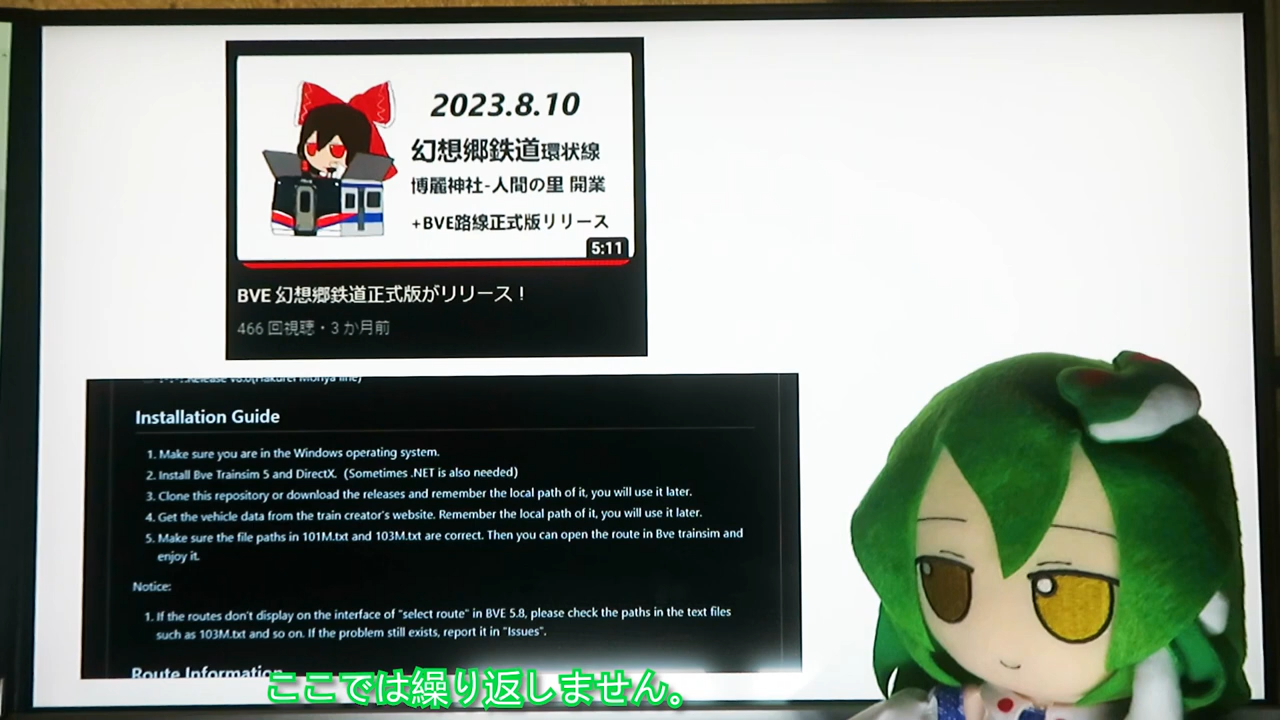 2023.8.10
幻想郷鉄道環状線
博麗神社-人間の里 開業
+BVE路線正式版リリース
5:11
BVE 幻想郷鉄道正式版がリリース！
466 回視聴・3 か月前
Installation Guide
1. Make sure you are in the Windows operating system.
2. Install Bve Trainsim 5 and DirectX. (Sometimes .NET is also needed)
3. Clone this repository or download the releases and remember the local path of it, you will use it later.
4. Get the vehicle data from the train creator's website. Remember the local path of it, you will use it later.
5. Make sure the file paths in 101M.txt and 103M.txt are correct. Then you can open the route in Bve trainsim and
enjoy it.
Notice:
1. If the routes don't display on the interface of "select route" in BVE 5.8, please check the paths in the text files
such as 103M.txt and so on. If the problem still exists, report it in "Issues".
Route Information
ここでは繰り返しません。